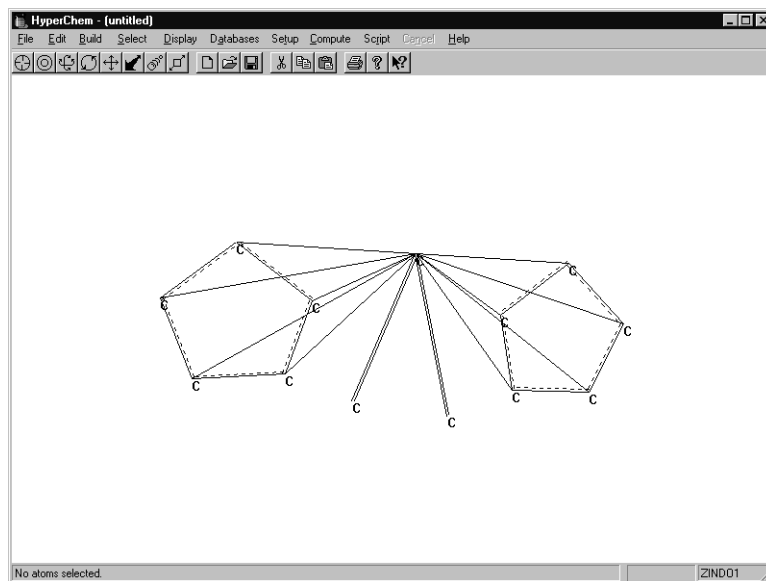 HyperChem - (untitled)
File Edit Build Select Display Databases Setup Compute Script Cancel Help
C
C
C
C
C
C
C
C
C
C
C
C
No atoms selected.
ZINDO1